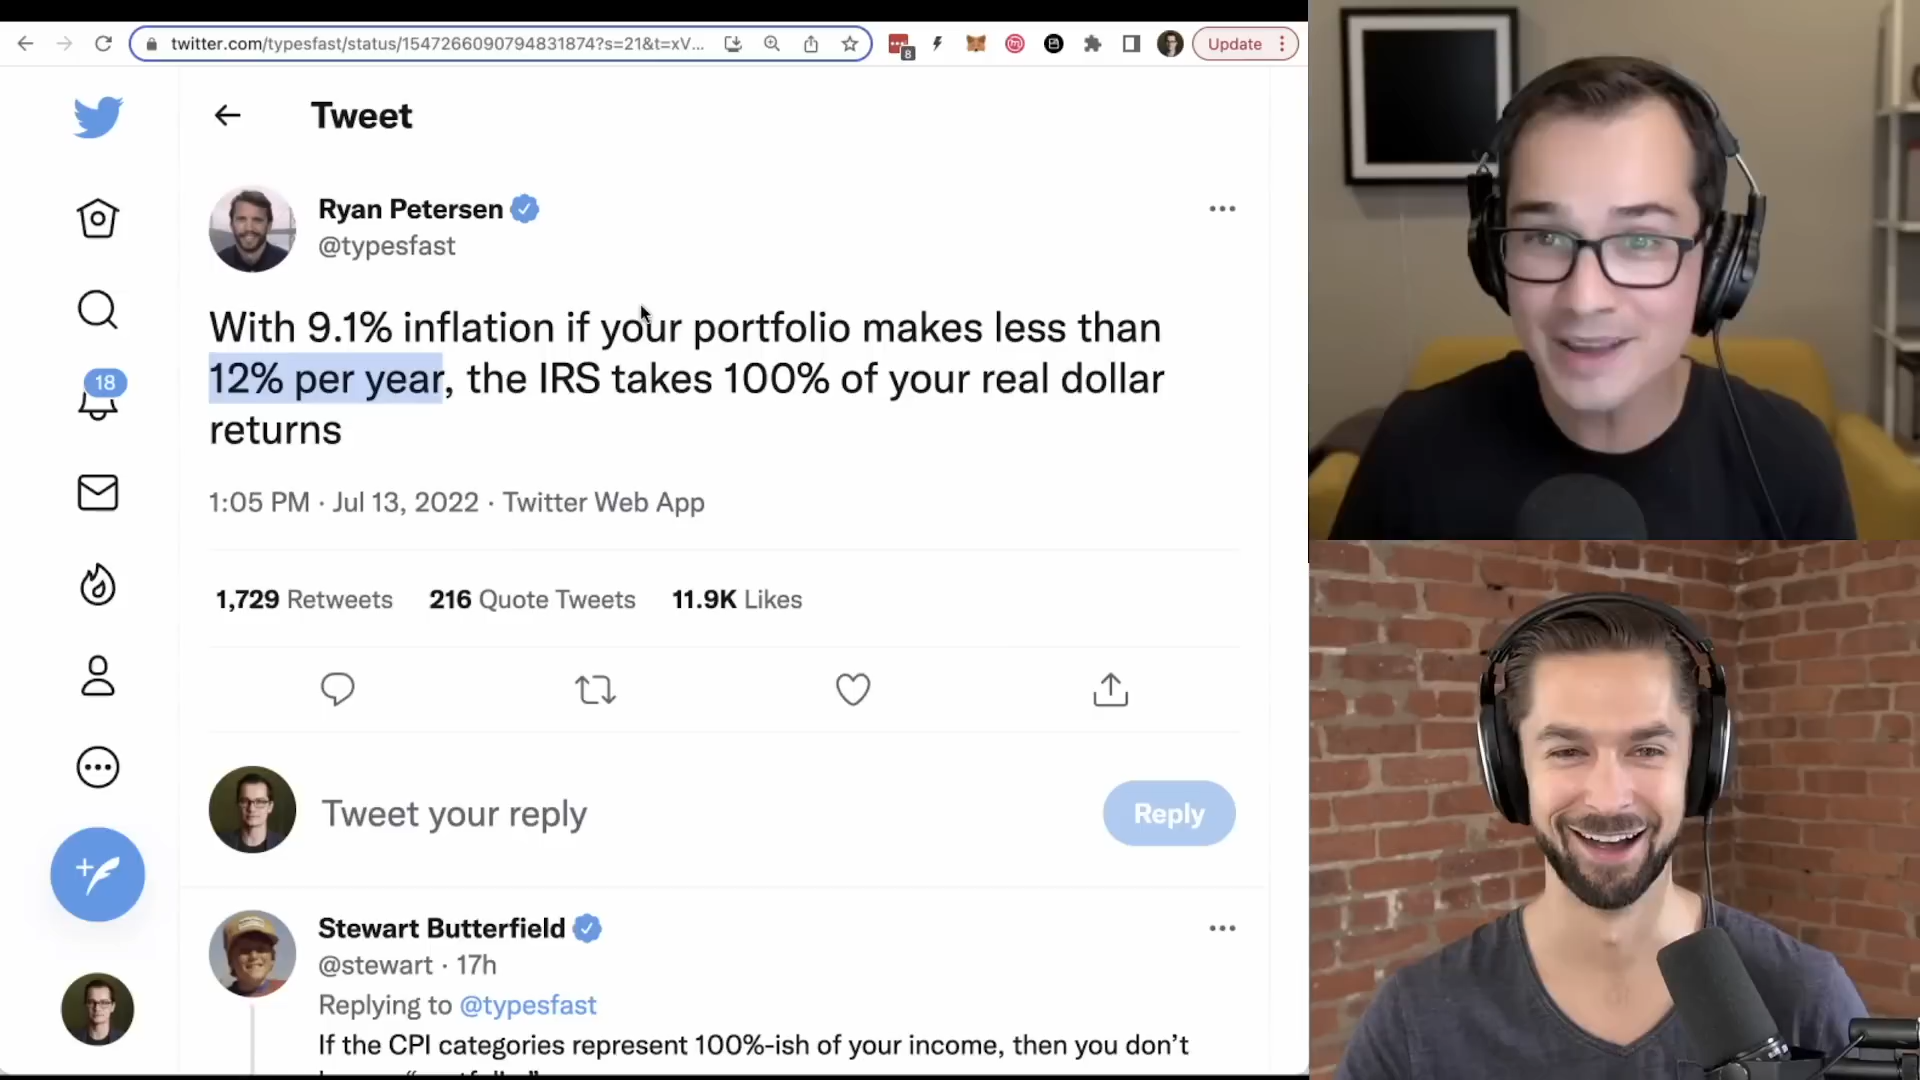 twitter.com/typesfast/status/1547266090794831874?s=21&t=xV...
8
Update
Tweet
Ryan Petersen
@typesfast
With 9.1% inflation if your portfolio makes less than
12% per year, the IRS takes 100% of your real dollar
returns
18
1:05 PM · Jul 13, 2022 · Twitter Web App
1,729 Retweets 216 Quote Tweets 11.9K Likes
Tweet your reply
Reply
Stewart Butterfield
@stewart · 17h
Replying to @typesfast
If the CPI categories represent 100%-ish of your income, then you don't